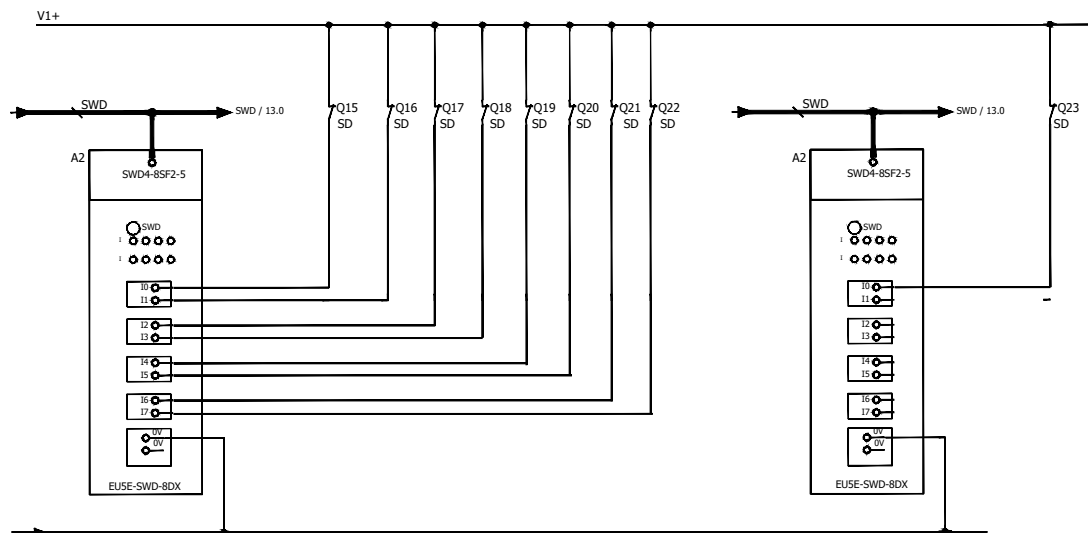 V1+
SWD
SWD / 13.0
Q15
SD
Q16
SD
Q17
SD
Q18
SD
Q19
SD
Q20
SD
Q21
SD
Q22
SD
SWD
SWD / 13.0
Q23
SD
A2
SWD4-8SF2-5
SWD
I
I
I0
I1
I2
I3
I4
I5
I6
I7
0V
0V
EU5E-SWD-8DX
A2
SWD4-8SF2-5
SWD
I
I
I0
I1
I2
I3
I4
I5
I6
I7
0V
0V
EU5E-SWD-8DX